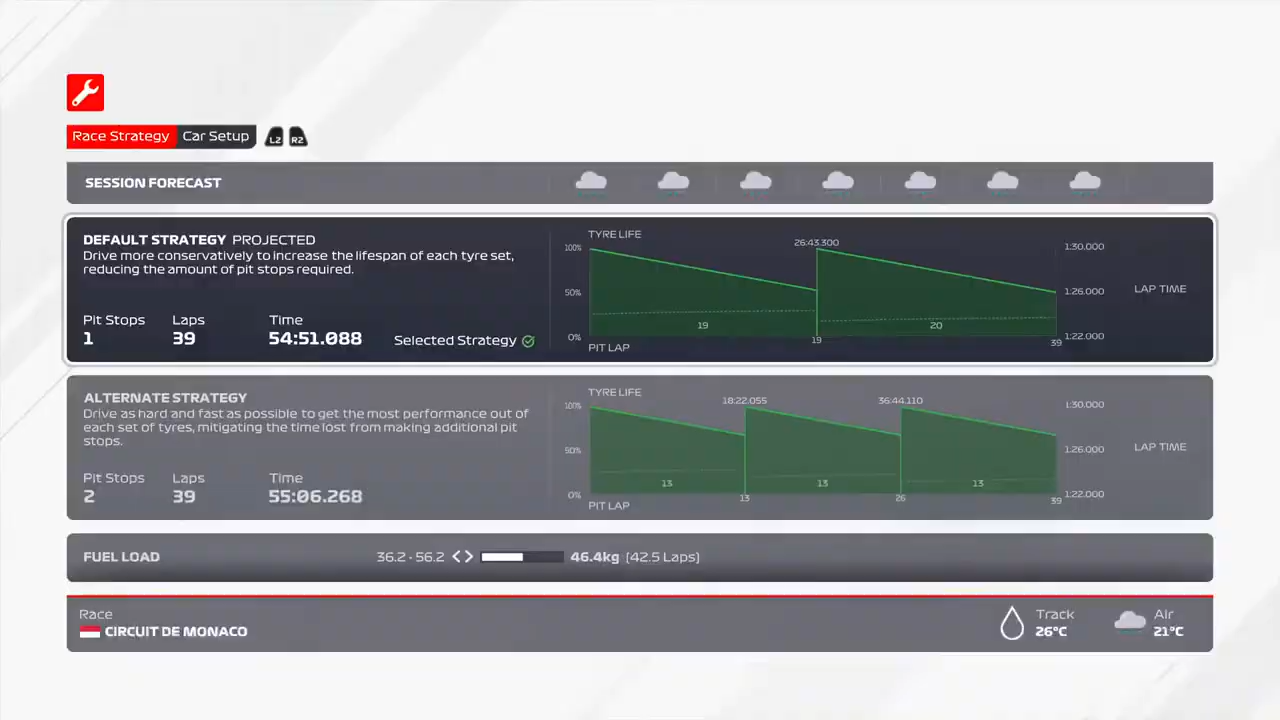 Race Strategy Car Setup L2 R2
SESSION FORECAST
DEFAULT STRATEGY PROJECTED
Drive more conservatively to increase the lifespan of each tyre set,
reducing the amount of pit stops required.
Pit Stops Laps Time
1 39 54:51.088 Selected Strategy
TYRE LIFE
100%
50%
0%
26:43.300
19
20
19
39
PIT LAP
1:30.000
1:26.000
1:22.000
LAP TIME
ALTERNATE STRATEGY
Drive as hard and fast as possible to get the most performance out of
each set of tyres, mitigating the time lost from making additional pit
stops.
Pit Stops Laps Time
2 39 55:06.268
TYRE LIFE
100%
50%
0%
18:22.055
36:44.110
13
13
13
13
26
39
PIT LAP
1:30.000
1:26.000
1:22.000
LAP TIME
FUEL LOAD 36.2 - 56.2 <> 46.4kg (42.5 Laps)
Race
CIRCUIT DE MONACO
Track
26°C
Air
21°C